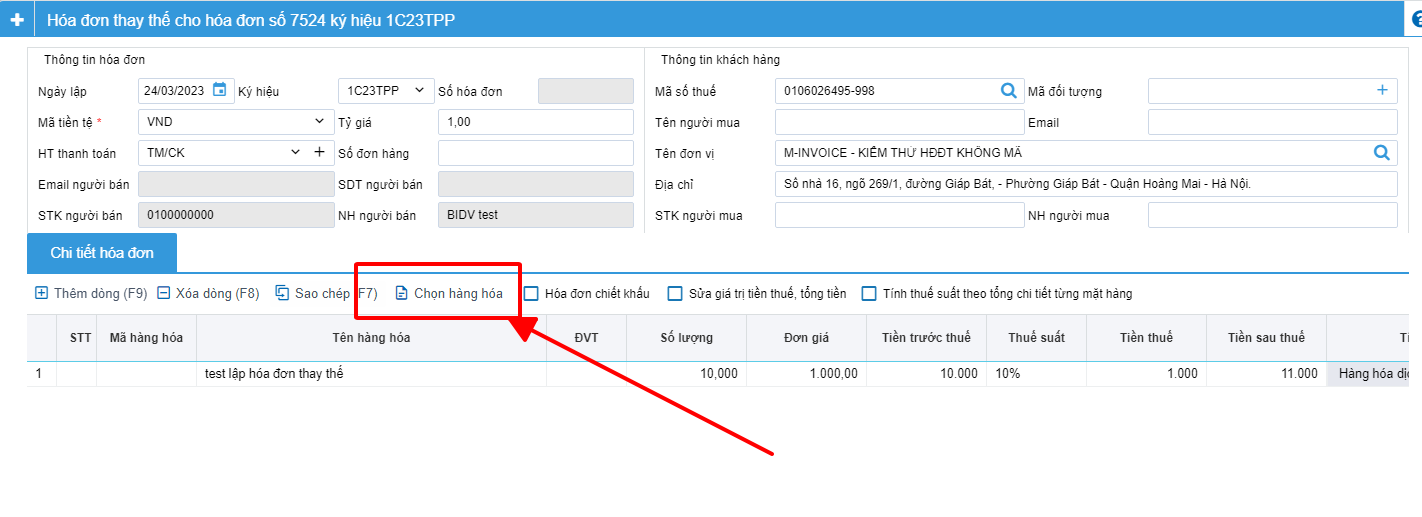 Hóa đơn thay thế cho hóa đơn số 7524 ký hiệu 1C23TPP
Thông tin hóa đơn
Ngày lập 24/03/2023 Ký hiệu 1C23TPP Số hóa đơn
Mã tiền tệ * VND Tỷ giá 1,00
HT thanh toán TM/CK Số đơn hàng
Email người bán SDT người bán
STK người bán 0100000000 NH người bán BIDV test
Thông tin khách hàng
Mã số thuế 0106026495-998 Mã đối tượng
Tên người mua Email
Tên đơn vị M-INVOICE - KIỂM THỬ HĐĐT KHÔNG MÃ
Địa chỉ Số nhà 16, ngõ 269/1, đường Giáp Bát, - Phường Giáp Bát - Quận Hoàng Mai - Hà Nội.
STK người mua NH người mua
Chi tiết hóa đơn
Thêm dòng (F9) Xóa dòng (F8) Sao chép (F7) Chọn hàng hóa Hóa đơn chiết khấu Sửa giá trị tiền thuế, tổng tiền Tính thuế suất theo tổng chi tiết từng mặt hàng
STT Mã hàng hóa Tên hàng hóa ĐVT Số lượng Đơn giá Tiền trước thuế Thuế suất Tiền thuế Tiền sau thuế
1 test lập hóa đơn thay thế 10,000 1.000,00 10.000 10% 1.000 11.000 Hàng hóa